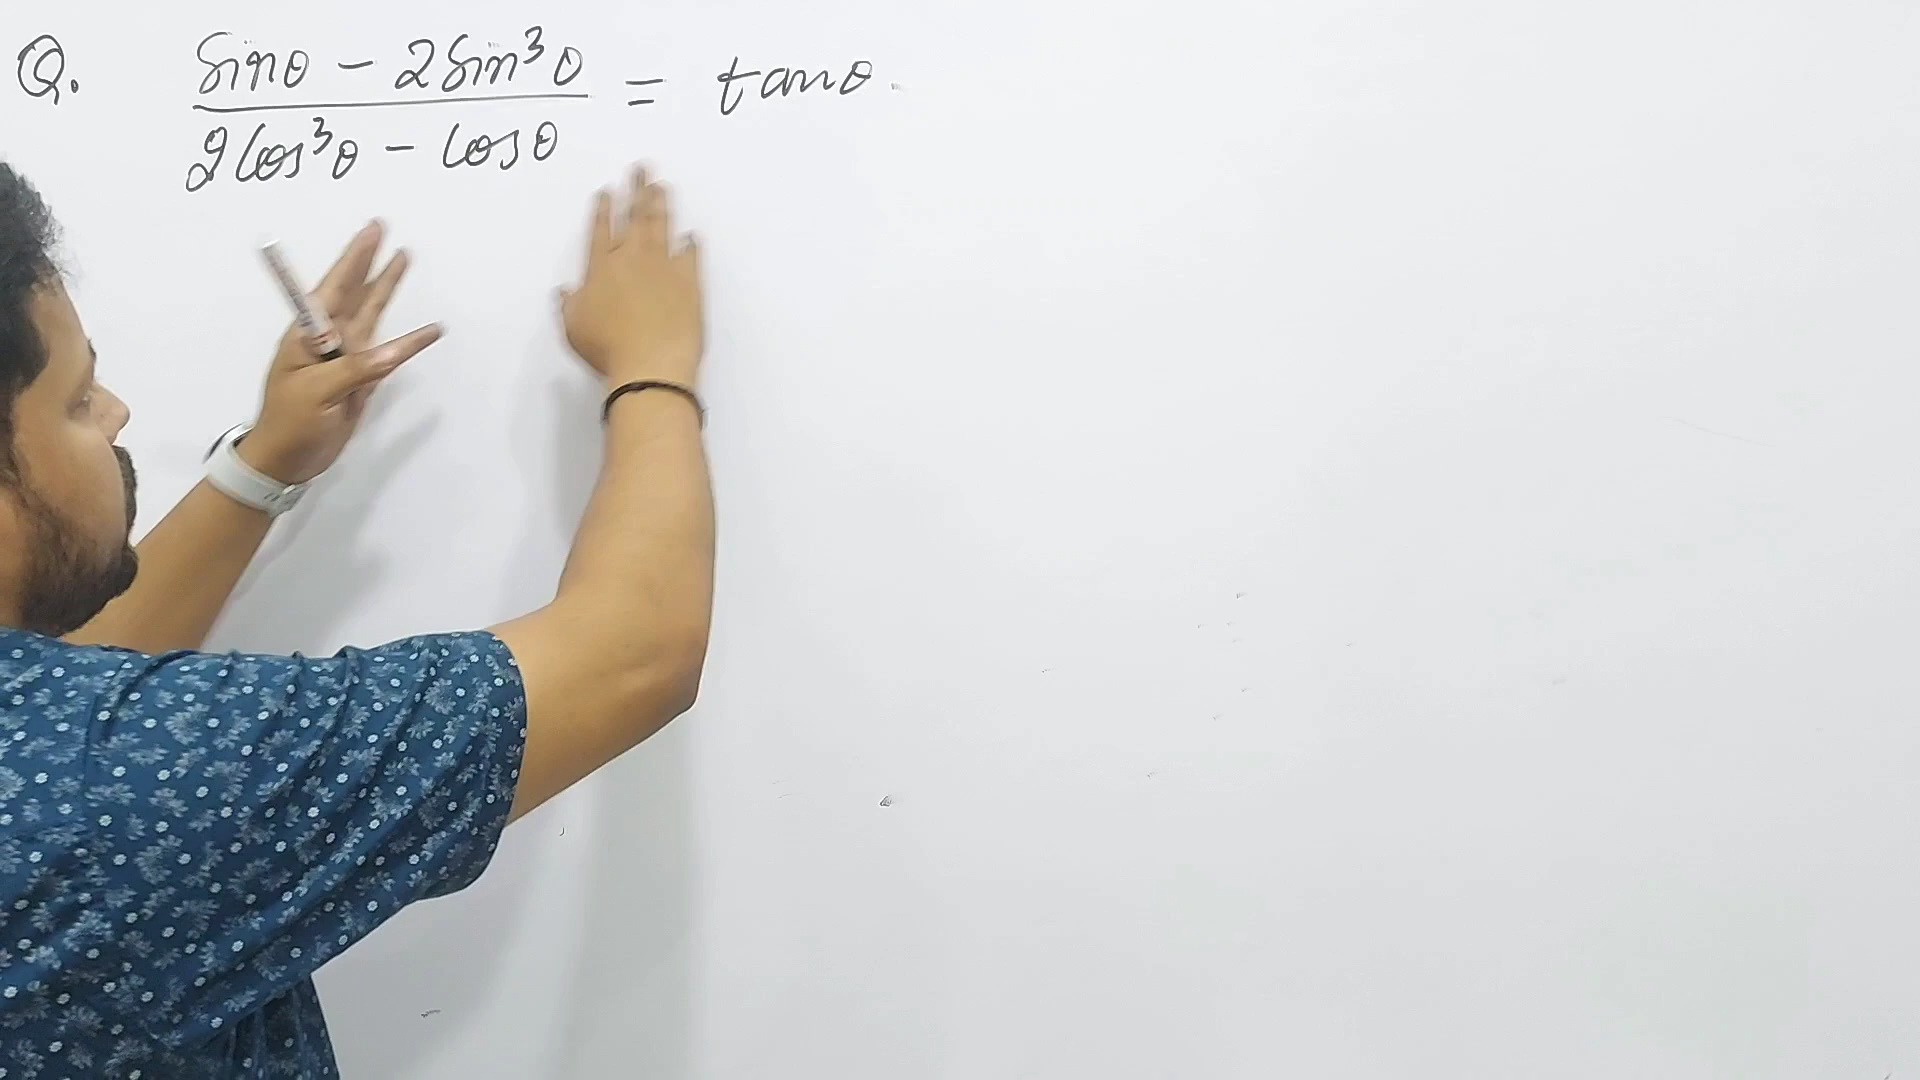 Q. sinθ - 2sin³θ = tanθ.
2cos³θ - cosθ